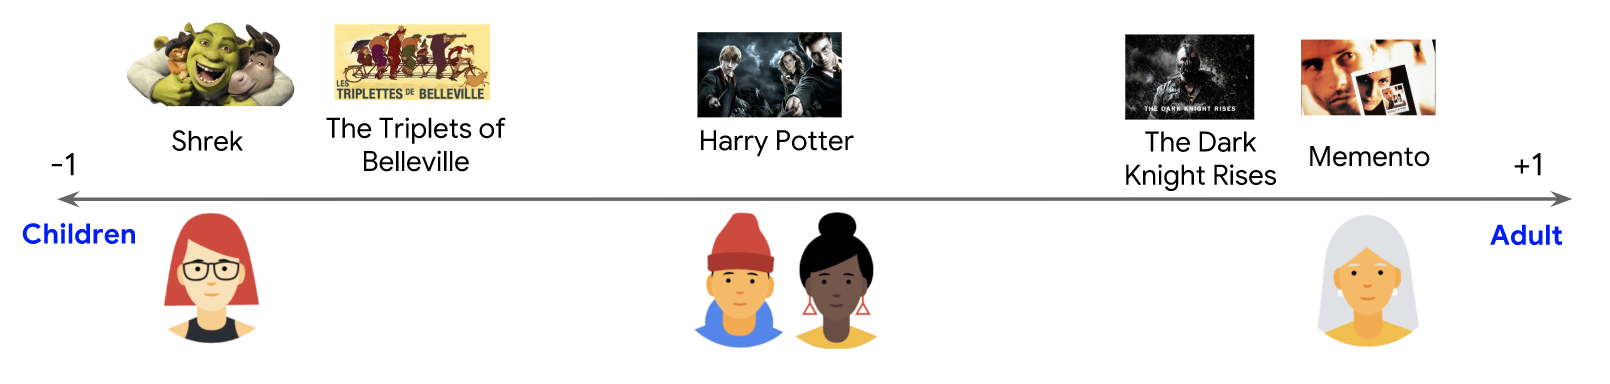 LES
TRIPLETTES DE BELLEVILLE
THE DARK KNIGHT RISES
Shrek
The Triplets of
Belleville
Harry Potter
The Dark
Knight Rises
Memento
-1
+1
Children
Adult